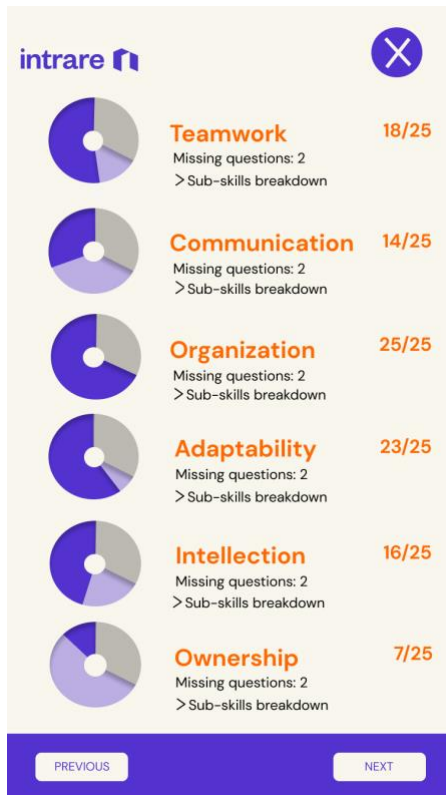 intrare
Teamwork 18/25
Missing questions: 2
>Sub-skills breakdown
Communication 14/25
Missing questions: 2
>Sub-skills breakdown
Organization 25/25
Missing questions: 2
>Sub-skills breakdown
Adaptability 23/25
Missing questions: 2
>Sub-skills breakdown
Intellection 16/25
Missing questions: 2
>Sub-skills breakdown
Ownership 7/25
Missing questions: 2
>Sub-skills breakdown
PREVIOUS NEXT